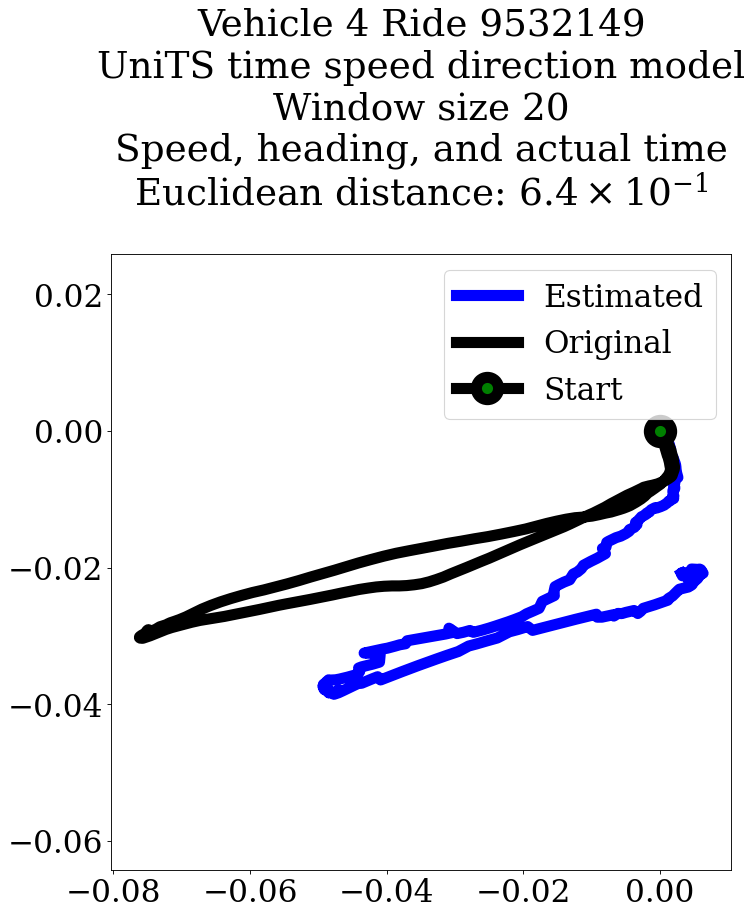 Vehicle 4 Ride 9532149
UniTS time speed direction model
Window size 20
Speed, heading, and actual time
Euclidean distance: 6.4 × 10⁻¹
Estimated
Original
Start
0.02
0.00
−0.02
−0.04
−0.06
−0.08 −0.06 −0.04 −0.02 0.00